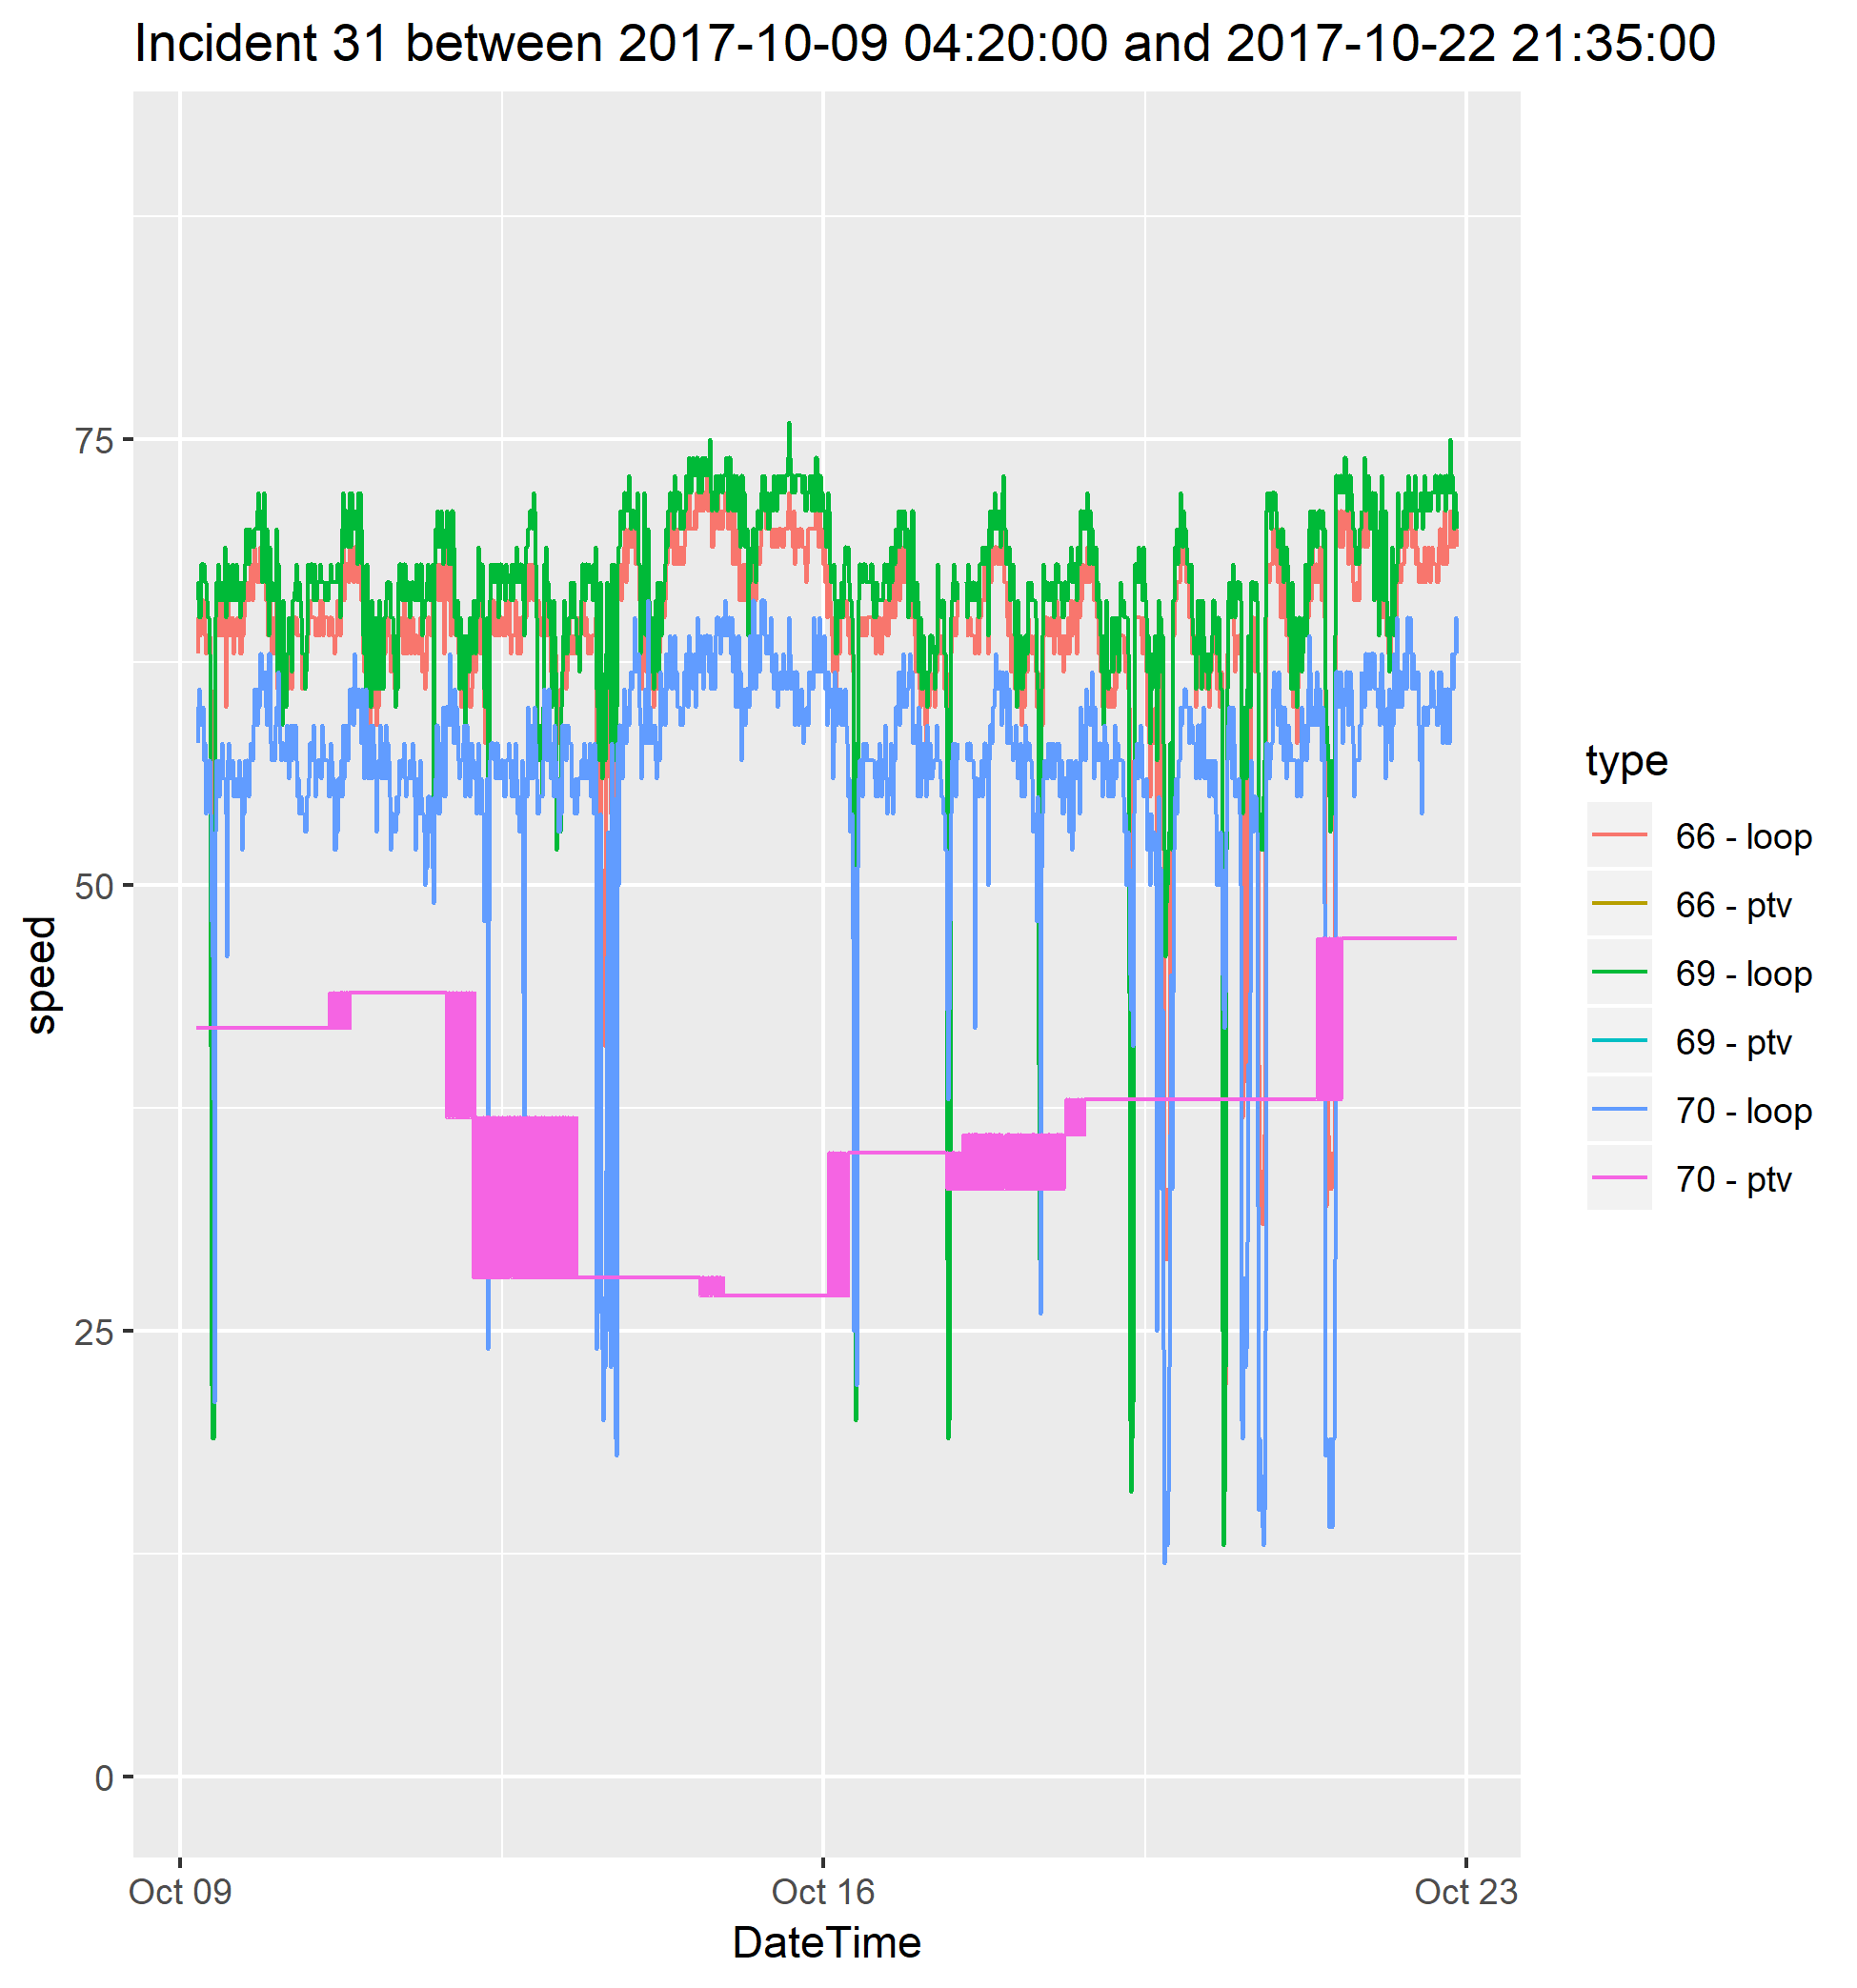 Incident 31 between 2017-10-09 04:20:00 and 2017-10-22 21:35:00
75
50
25
0
speed
Oct 09
Oct 16
Oct 23
DateTime
type
66 - loop
66 - ptv
69 - loop
69 - ptv
70 - loop
70 - ptv